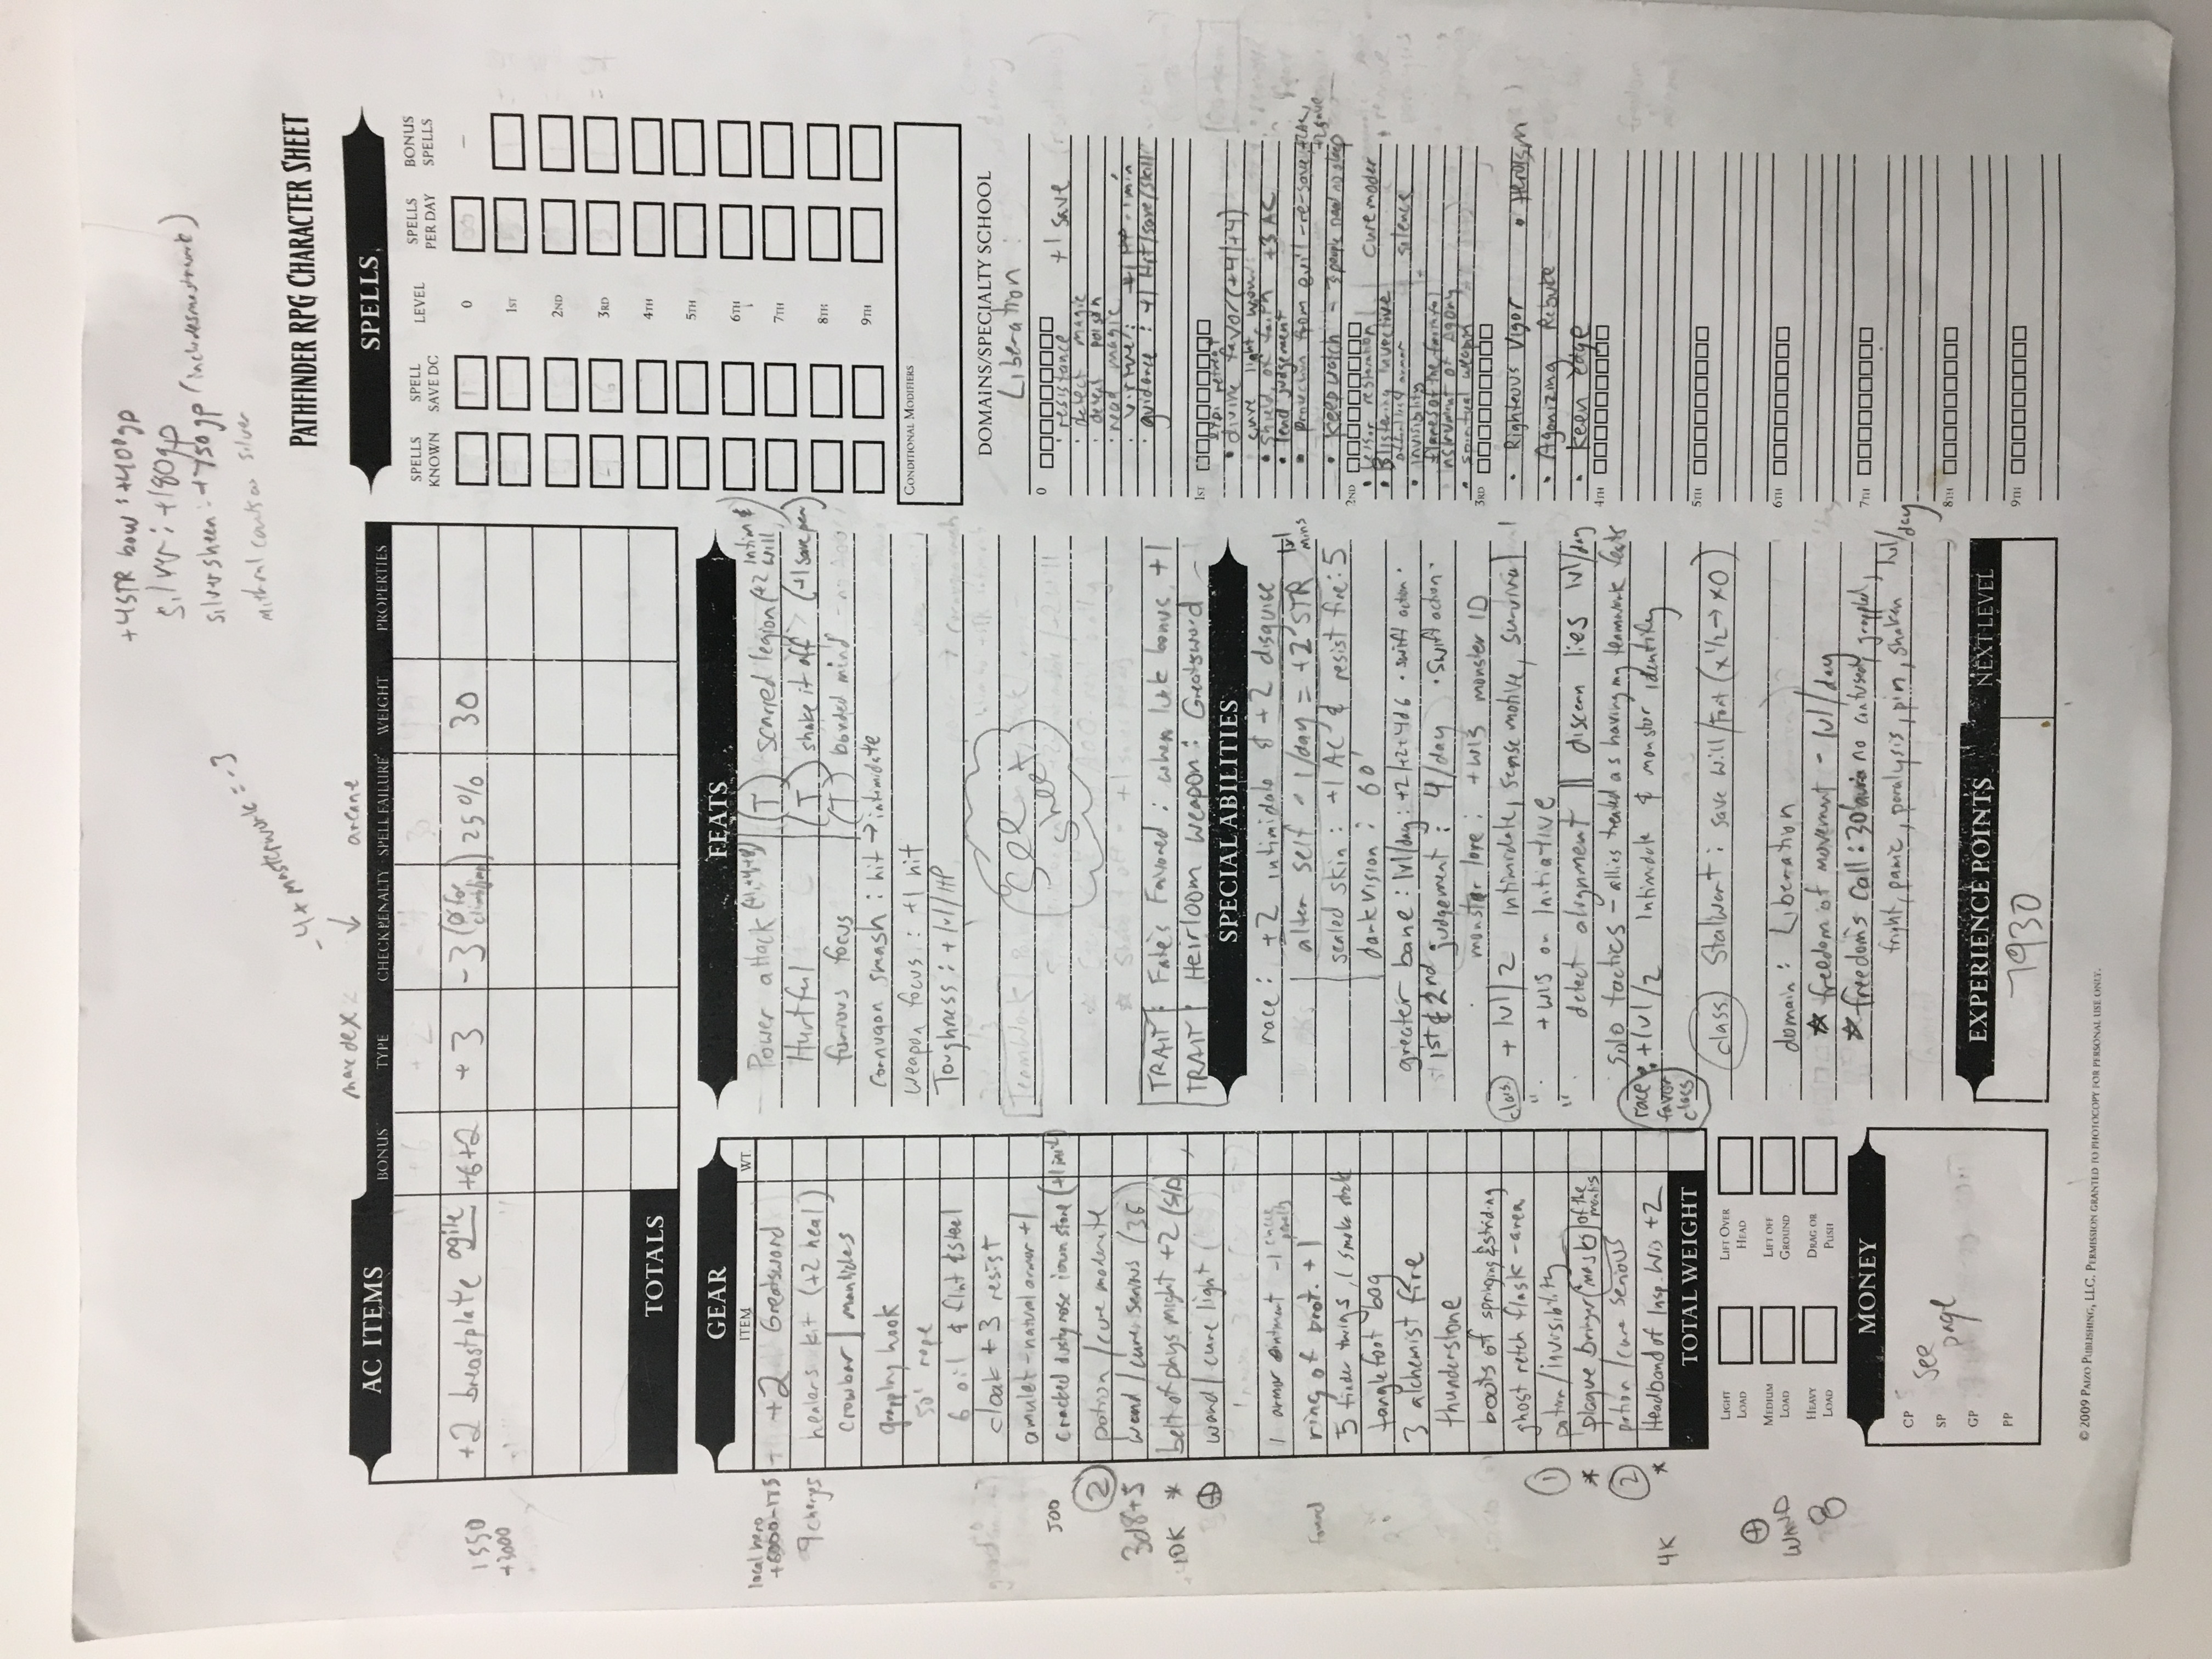 +4 STR bow: +400gp
silver: +180gp
silversheen: +750gp (includes mastrwork)
mithral counts as silver
-4 + masterwork = -3
PATHFINDER RPG CHARACTER SHEET
max dex
arcane
AC ITEMS
BONUS TYPE CHECK PENALTY SPELL FAILURE WEIGHT PROPERTIES
+6 +2 30
1550
+3000
+2 breastplate agile +6+2 +3 -3 (Ø for climb/jump) 25% 30
TOTALS
GEAR
ITEM WT.
local hero
+2 Greatsword
9 charges
healers kit (+2 heal)
crowbar | manticles
grappling hook
50' rope
6 oil & flint & steel
cloak +3 resist
amulet - natural armor +1
500
cracked dusty rose ioun stone (+1 init)
2
potion / cure moderate
3d8+5
wand / cure serious (36)
10K *
belt of phys might +2 (S/D)
wand / cure light
1 armor ointment -1 check penalty
found
ring of prot. +1
5 tinder twigs, 1 smoke stick
tanglefoot bag
3 alchemist fire
thunderstone
boots of springing & striding
ghost retch flask - area
1
potion / invisibility
*
plague bringer (mask) of the mantis
2
potion / cure serious
4K *
Headband of Insp. Wis +2
TOTAL WEIGHT
LIGHT LOAD
LIFT OVER HEAD
MEDIUM LOAD
LIFT OFF GROUND
HEAVY LOAD
DRAG OR PUSH
WAND
8
MONEY
CP 5
SP
GP
PP
see page
FEATS
Power attack (+1, +4, +8) (T) scarred legion (+2 intim & will)
Hurtful (T) shake it off (+1 save per)
furious focus (T) bonded mind - no AOO
cornugon smash: hit → intimidate
weapon focus: +1 hit
Toughness: +lvl/HP
Teamwork
see sheet
TRAIT: Fate's Favored: when luk bonus, +1
TRAIT Heirloom weapon: Greatsword
SPECIAL ABILITIES
race: +2 intimidate & +2 disguise
alter self - 1/day = +2 STR lvl mins
scaled skin: +1 AC & resist fire: 5
darkvision: 60'
greater bane: lvl/day: +2/+2+4d6 · swift action ·
1st & 2nd judgement: 4/day · swift action ·
monster lore: +wis monster ID
class + lvl/2 Intimidate, sense motive, survival
" +wis on Initiative
" detect alignment || discern lies lvl/day
solo tactics - allies treated as having my teamwork feats
race favor class : +lvl/2 Intimidate & monster identify
class Stalwart: save will/fort (x ½ → x0)
domain: Liberation
☆ freedom of movement - lvl/day
☆ freedom's call: 30' aura no confused, grappled,
fright, panic, paralysis, pin, shaken lvl/day
EXPERIENCE POINTS NEXT LEVEL
7930
SPELLS
SPELLS KNOWN SPELL SAVE DC LEVEL SPELLS PER DAY BONUS SPELLS
0 –
1ST
2ND
3RD 16
4TH
5TH
6TH
7TH
8TH
9TH
CONDITIONAL MODIFIERS
DOMAINS/SPECIALTY SCHOOL
Liberation:
0
· resistance +1 save
· detect magic
· detect poison
· read magic
· virtue: +1 HP · 1 min
· guidance: +1 Hit/save/skill
1ST
expi retreat
• divine favor (+4/+4)
cure light woun
• shield of faith +3 AC
• lend judgement
• protection from evil - re-save, +2 AC, +2 save
• keep watch - 3 people need no sleep
2ND
• lesser restoration cure moder
• Blistering Invective
silence
• invisibility
flames of the faithful
instrument of Agony
• spiritual weapon
3RD
• Righteous Vigor • Heroism
• Agonizing Rebuke
• keen edge
4TH
5TH
6TH
7TH
8TH
9TH
© 2009 PAIZO PUBLISHING, LLC. PERMISSION GRANTED TO PHOTOCOPY FOR PERSONAL USE ONLY.